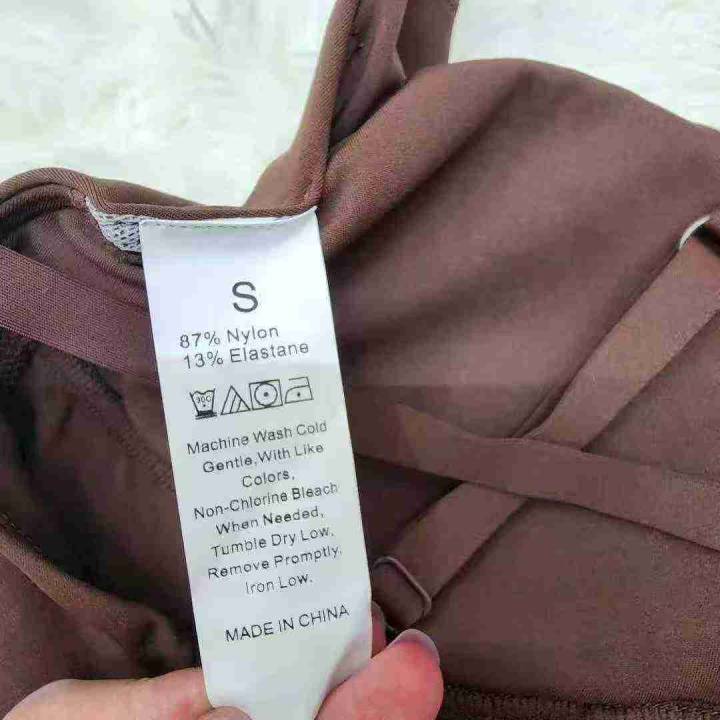 S
87% Nylon
13% Elastane
30C
Machine Wash Cold
Gentle,With Like
Colors,
Non-Chlorine Bleach
When Needed,
Tumble Dry Low,
Remove Promptly.
Iron Low.
MADE IN CHINA